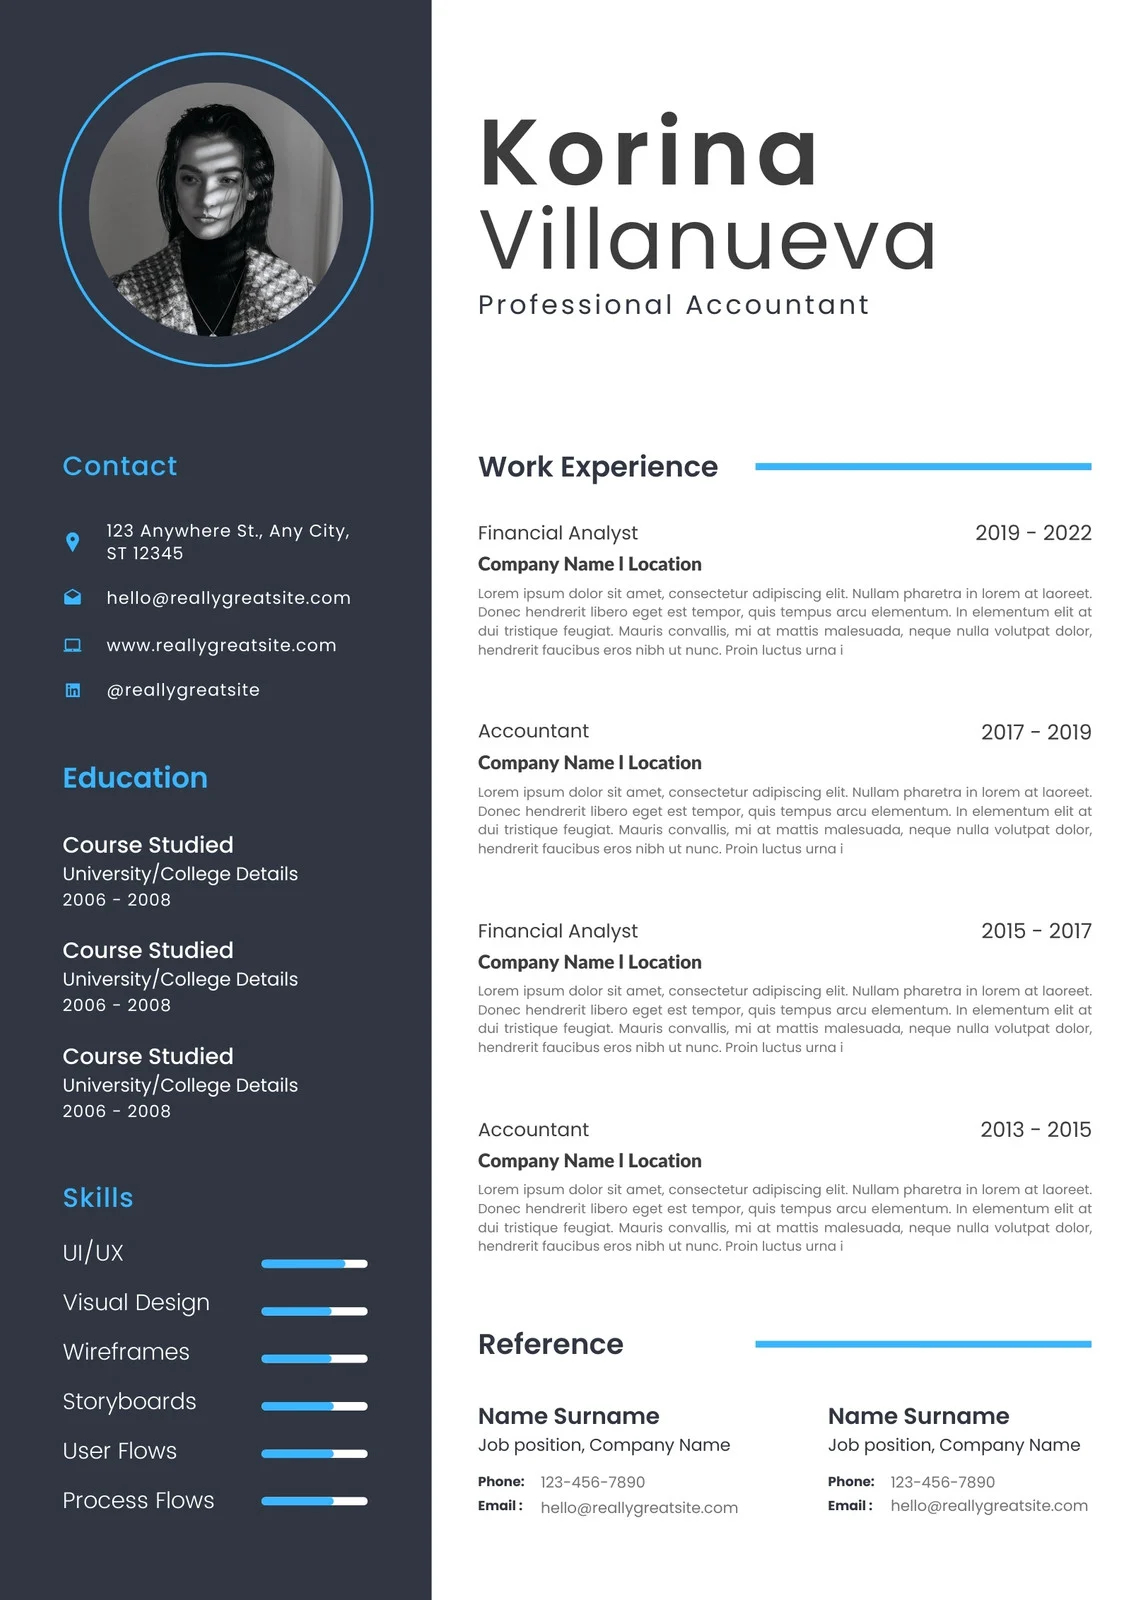 Korina
Villanueva
Professional Accountant
Contact
123 Anywhere St., Any City,
ST 12345
hello@reallygreatsite.com
www.reallygreatsite.com
in
@reallygreatsite
Education
Course Studied
University/College Details
2006 - 2008
Course Studied
University/College Details
2006 - 2008
Course Studied
University/College Details
2006 - 2008
Skills
UI/UX
Visual Design
Wireframes
Storyboards
User Flows
Process Flows
Work Experience
Financial Analyst
2019 - 2022
Company Name l Location
Lorem ipsum dolor sit amet, consectetur adipiscing elit. Nullam pharetra in lorem at laoreet.
Donec hendrerit libero eget est tempor, quis tempus arcu elementum. In elementum elit at
dui tristique feugiat. Mauris convallis, mi at mattis malesuada, neque nulla volutpat dolor,
hendrerit faucibus eros nibh ut nunc. Proin luctus urna i
Accountant
2017 - 2019
Company Name l Location
Lorem ipsum dolor sit amet, consectetur adipiscing elit. Nullam pharetra in lorem at laoreet.
Donec hendrerit libero eget est tempor, quis tempus arcu elementum. In elementum elit at
dui tristique feugiat. Mauris convallis, mi at mattis malesuada, neque nulla volutpat dolor,
hendrerit faucibus eros nibh ut nunc. Proin luctus urna i
Financial Analyst
2015 - 2017
Company Name l Location
Lorem ipsum dolor sit amet, consectetur adipiscing elit. Nullam pharetra in lorem at laoreet.
Donec hendrerit libero eget est tempor, quis tempus arcu elementum. In elementum elit at
dui tristique feugiat. Mauris convallis, mi at mattis malesuada, neque nulla volutpat dolor,
hendrerit faucibus eros nibh ut nunc. Proin luctus urna i
Accountant
2013 - 2015
Company Name l Location
Lorem ipsum dolor sit amet, consectetur adipiscing elit. Nullam pharetra in lorem at laoreet.
Donec hendrerit libero eget est tempor, quis tempus arcu elementum. In elementum elit at
dui tristique feugiat. Mauris convallis, mi at mattis malesuada, neque nulla volutpat dolor,
hendrerit faucibus eros nibh ut nunc. Proin luctus urna i
Reference
Name Surname
Job position, Company Name
Phone: 123-456-7890
Email : hello@reallygreatsite.com
Name Surname
Job position, Company Name
Phone: 123-456-7890
Email : hello@reallygreatsite.com